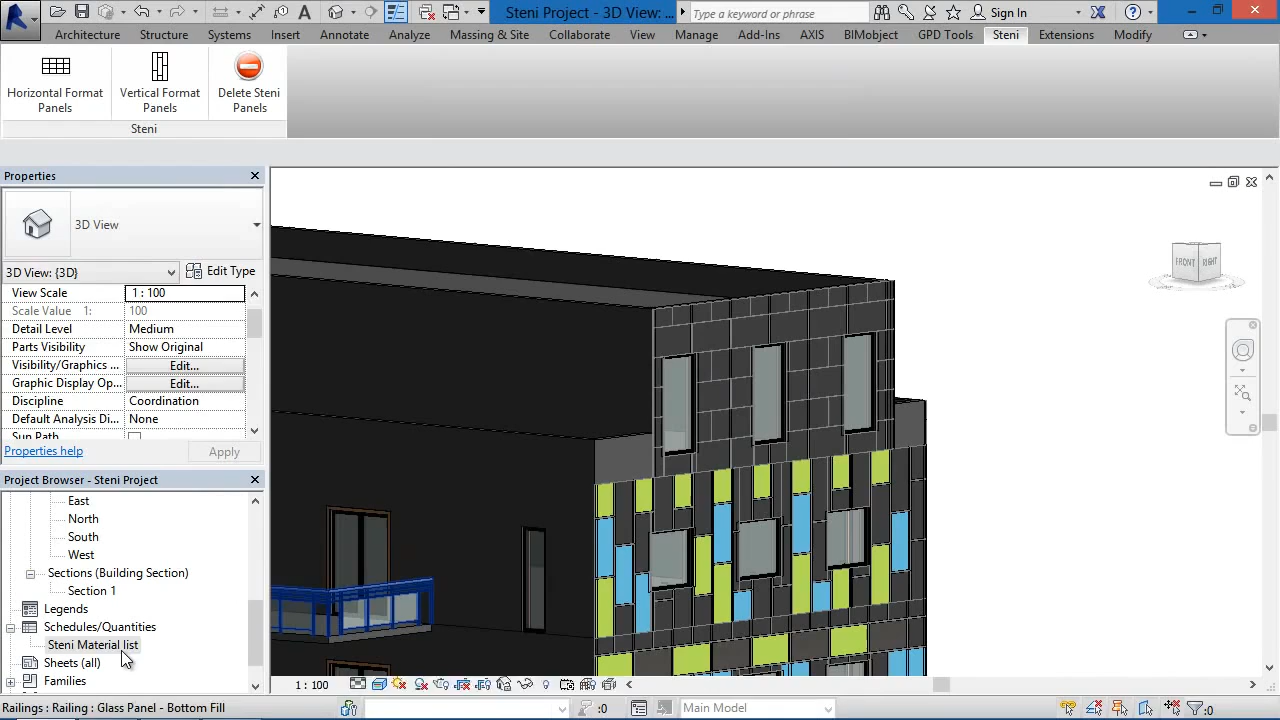 Steni Project - 3D View: ...
Type a keyword or phrase
Sign In
Architecture Structure Systems Insert Annotate Analyze Massing & Site Collaborate View Manage Add-Ins AXIS BIMobject GPD Tools Steni Extensions Modify
Horizontal Format Panels
Vertical Format Panels
Delete Steni Panels
Steni
Properties
3D View
3D View: {3D}
Edit Type
View Scale 1 : 100
Scale Value 1: 100
Detail Level Medium
Parts Visibility Show Original
Visibility/Graphics ... Edit...
Graphic Display Op... Edit...
Discipline Coordination
Default Analysis Di... None
Sun Path
Properties help
Apply
Project Browser - Steni Project
East
North
South
West
Sections (Building Section)
Section 1
Legends
Schedules/Quantities
Steni Material list
Sheets (all)
Families
FRONT RIGHT
1 : 100
Railings : Railing : Glass Panel - Bottom Fill
:0
Main Model
:0